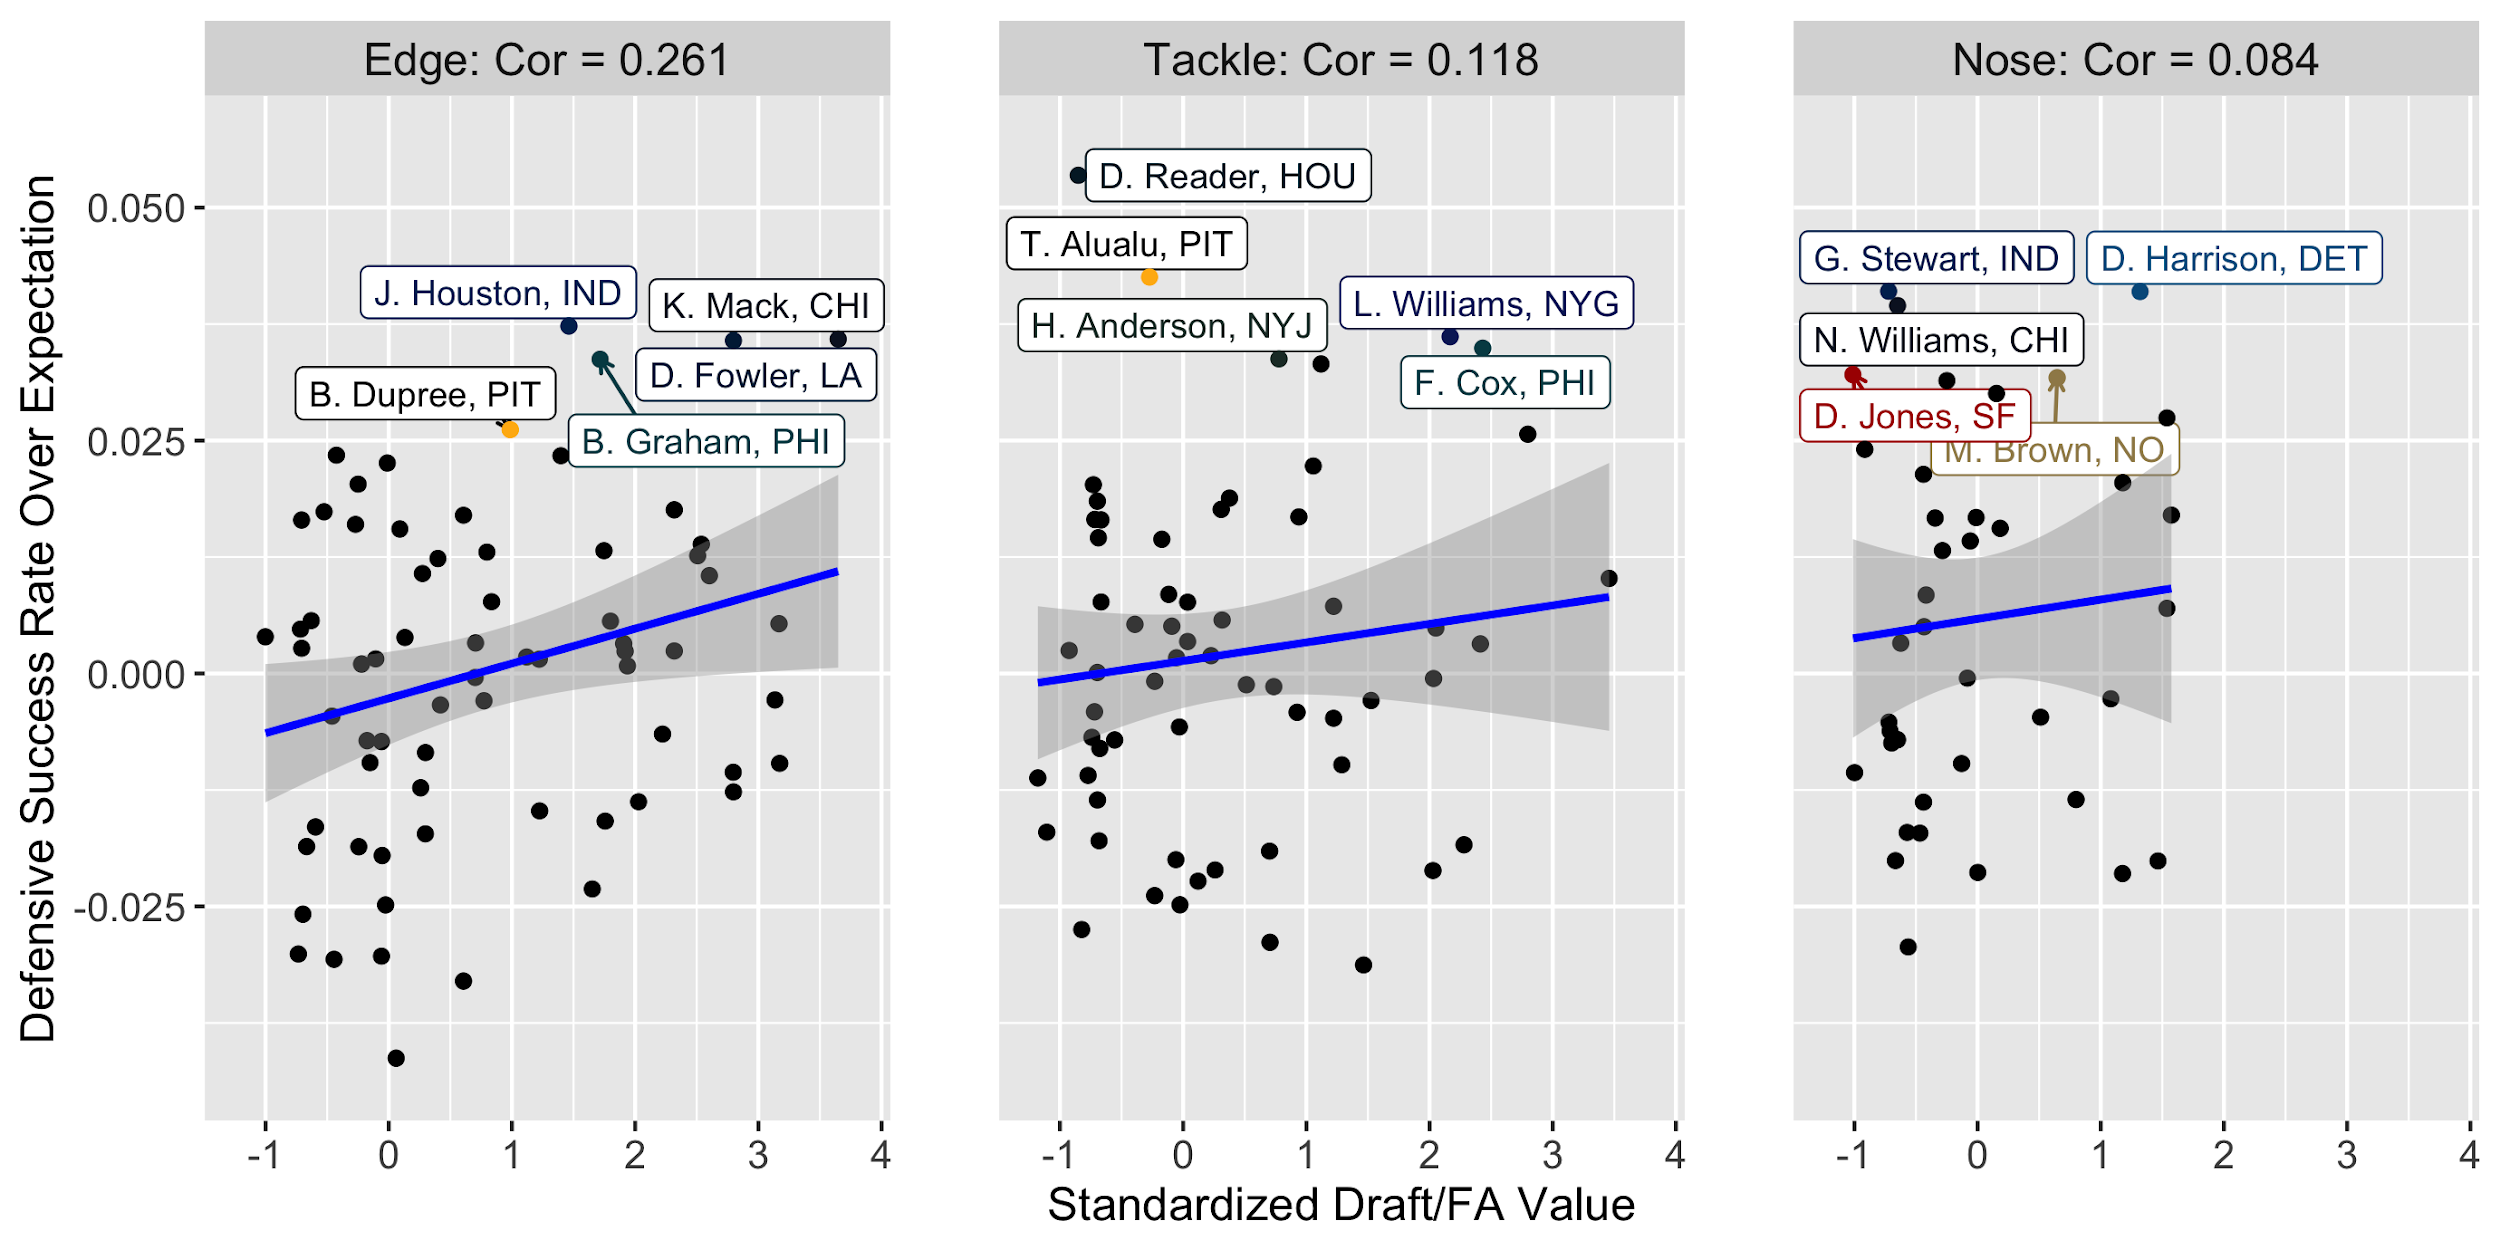 Edge: Cor = 0.261
Tackle: Cor = 0.118
Nose: Cor = 0.084
Defensive Success Rate Over Expectation
0.050
0.025
0.000
-0.025
J. Houston, IND
K. Mack, CHI
D. Fowler, LA
B. Dupree, PIT
B. Graham, PHI
D. Reader, HOU
T. Alualu, PIT
L. Williams, NYG
H. Anderson, NYJ
F. Cox, PHI
G. Stewart, IND
D. Harrison, DET
N. Williams, CHI
D. Jones, SF
M. Brown, NO
-1 0 1 2 3 4
-1 0 1 2 3 4
-1 0 1 2 3 4
Standardized Draft/FA Value